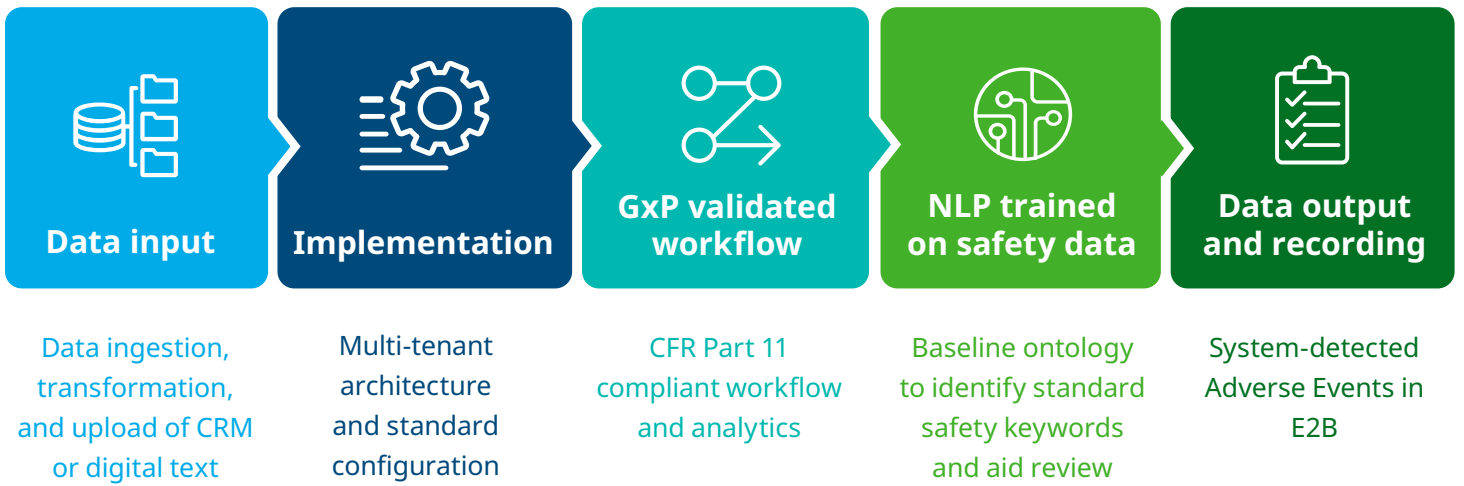 Data input
Implementation
GxP validated
workflow
NLP trained
on safety data
Data output
and recording
Data ingestion,
transformation,
and upload of CRM
or digital text
Multi-tenant
architecture
and standard
configuration
CFR Part 11
compliant workflow
and analytics
Baseline ontology
to identify standard
safety keywords
and aid review
System-detected
Adverse Events in
E2B